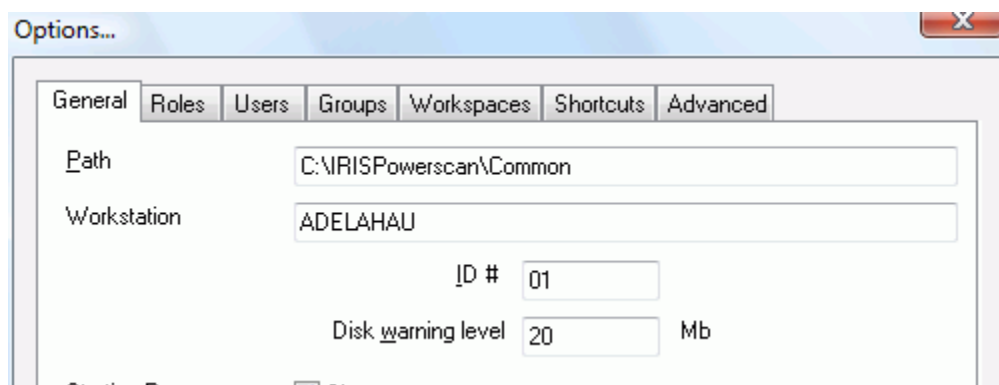 Options...
General Roles Users Groups Workspaces Shortcuts Advanced
Path C:\IRISPowerscan\Common
Workstation ADELAHAU
ID # 01
Disk warning level 20 Mb